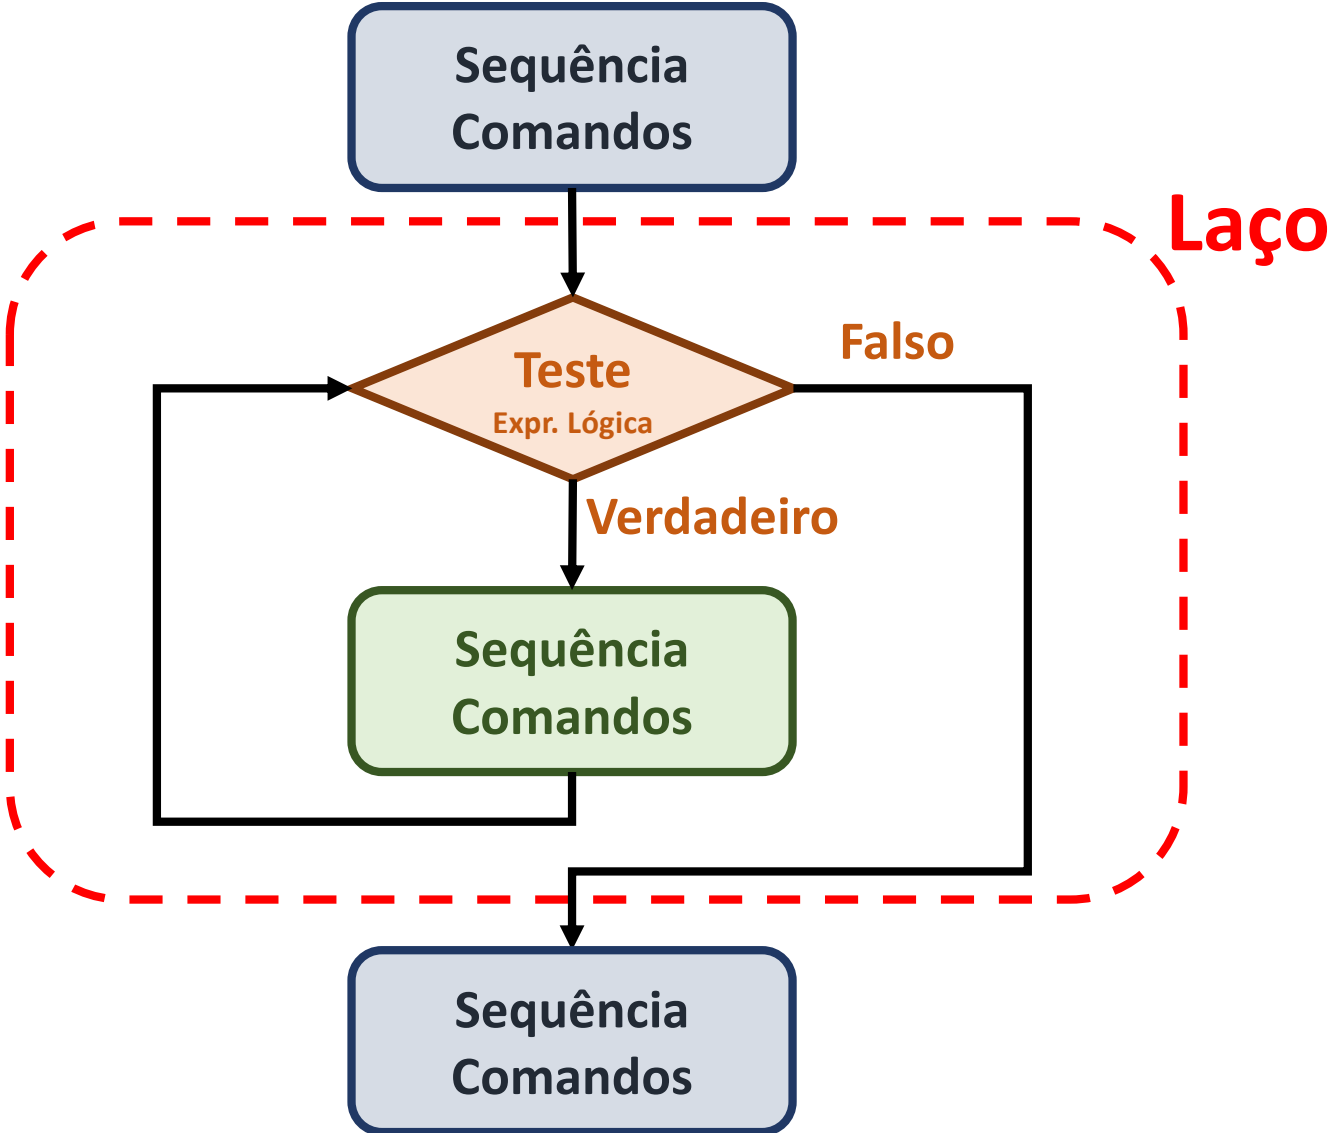 Sequência
Comandos
Laço
Falso
Teste
Expr. Lógica
Verdadeiro
Sequência
Comandos
Sequência
Comandos